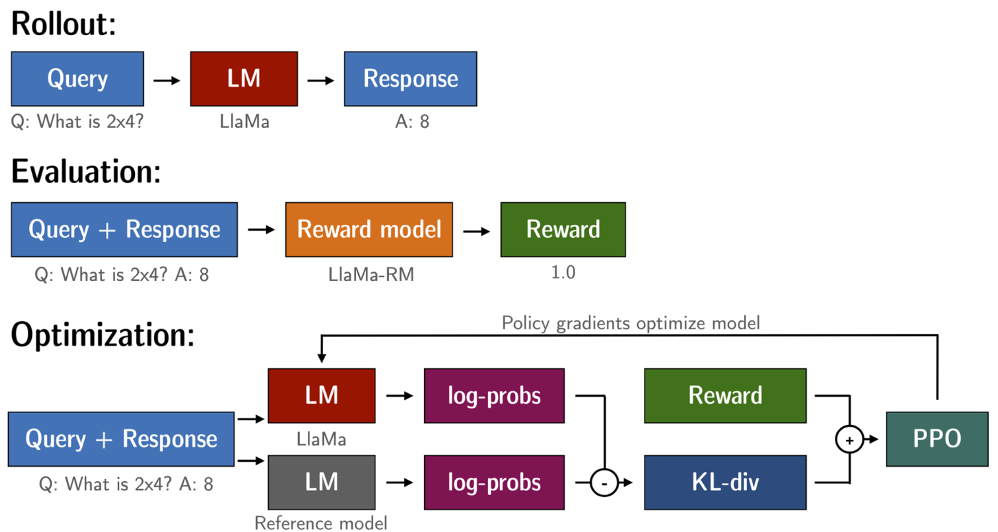 Rollout:
Query
LM
Response
Q: What is 2x4?
LlaMa
A: 8
Evaluation:
Query + Response
Reward model
Reward
Q: What is 2x4? A: 8
LlaMa-RM
1.0
Optimization:
Policy gradients optimize model
LM
log-probs
Reward
LlaMa
Query + Response
+
PPO
Q: What is 2x4? A: 8
LM
log-probs
-
KL-div
Reference model